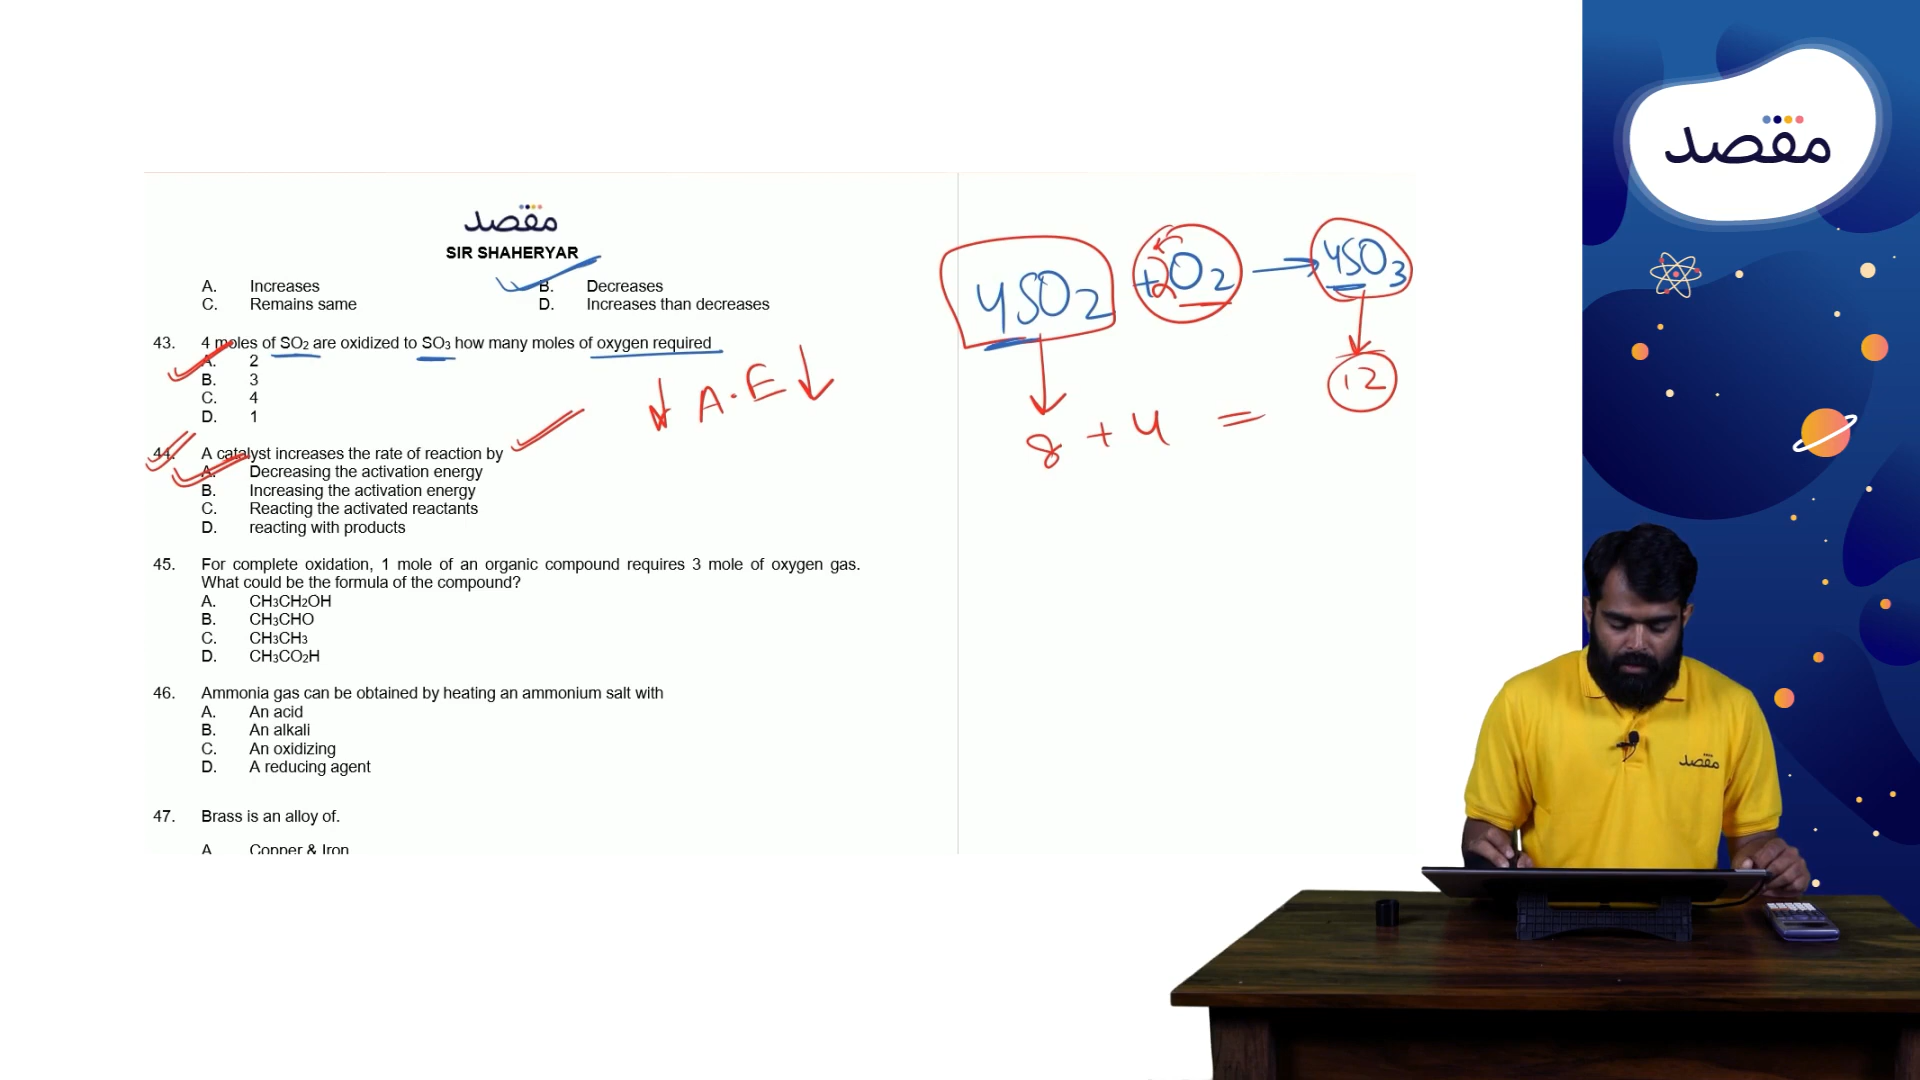 مقصد
مقصد
SIR SHAHERYAR
A. Increases B. Decreases
C. Remains same D. Increases than decreases
43. 4 moles of SO2 are oxidized to SO3 how many moles of oxygen required
A. 2
B. 3
C. 4
D. 1
44. A catalyst increases the rate of reaction by
A. Decreasing the activation energy
B. Increasing the activation energy
C. Reacting the activated reactants
D. reacting with products
45. For complete oxidation, 1 mole of an organic compound requires 3 mole of oxygen gas.
What could be the formula of the compound?
A. CH3CH2OH
B. CH3CHO
C. CH3CH3
D. CH3CO2H
46. Ammonia gas can be obtained by heating an ammonium salt with
A. An acid
B. An alkali
C. An oxidizing
D. A reducing agent
47. Brass is an alloy of.
A Copper & Iron
4SO2 +2O2 → 4SO3
↓ A.E ↓
8 + 4 = 12
مقصد